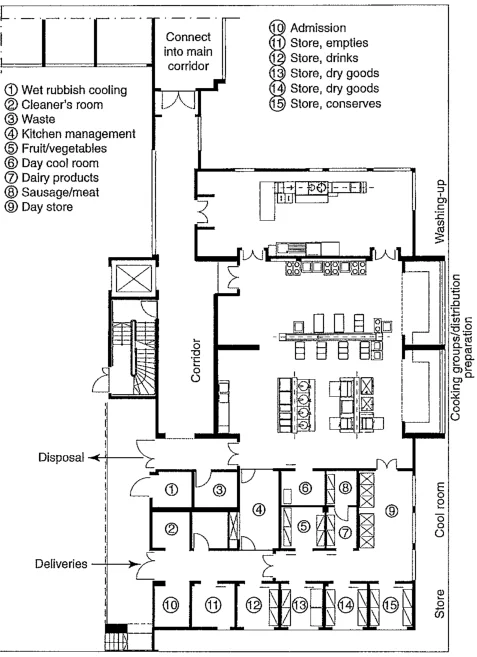 Connect
into main
corridor
⑩ Admission
⑪ Store, empties
⑫ Store, drinks
⑬ Store, dry goods
⑭ Store, dry goods
⑮ Store, conserves
① Wet rubbish cooling
② Cleaner's room
③ Waste
④ Kitchen management
⑤ Fruit/vegetables
⑥ Day cool room
⑦ Dairy products
⑧ Sausage/meat
⑨ Day store
Washing-up
Cooking groups/distribution
preparation
Corridor
Disposal
① ③ ④ ⑥ ⑧ ⑨
Cool room
② ⑤ ⑦
Deliveries
⑩ ⑪ ⑫ ⑬ ⑭ ⑮
Store